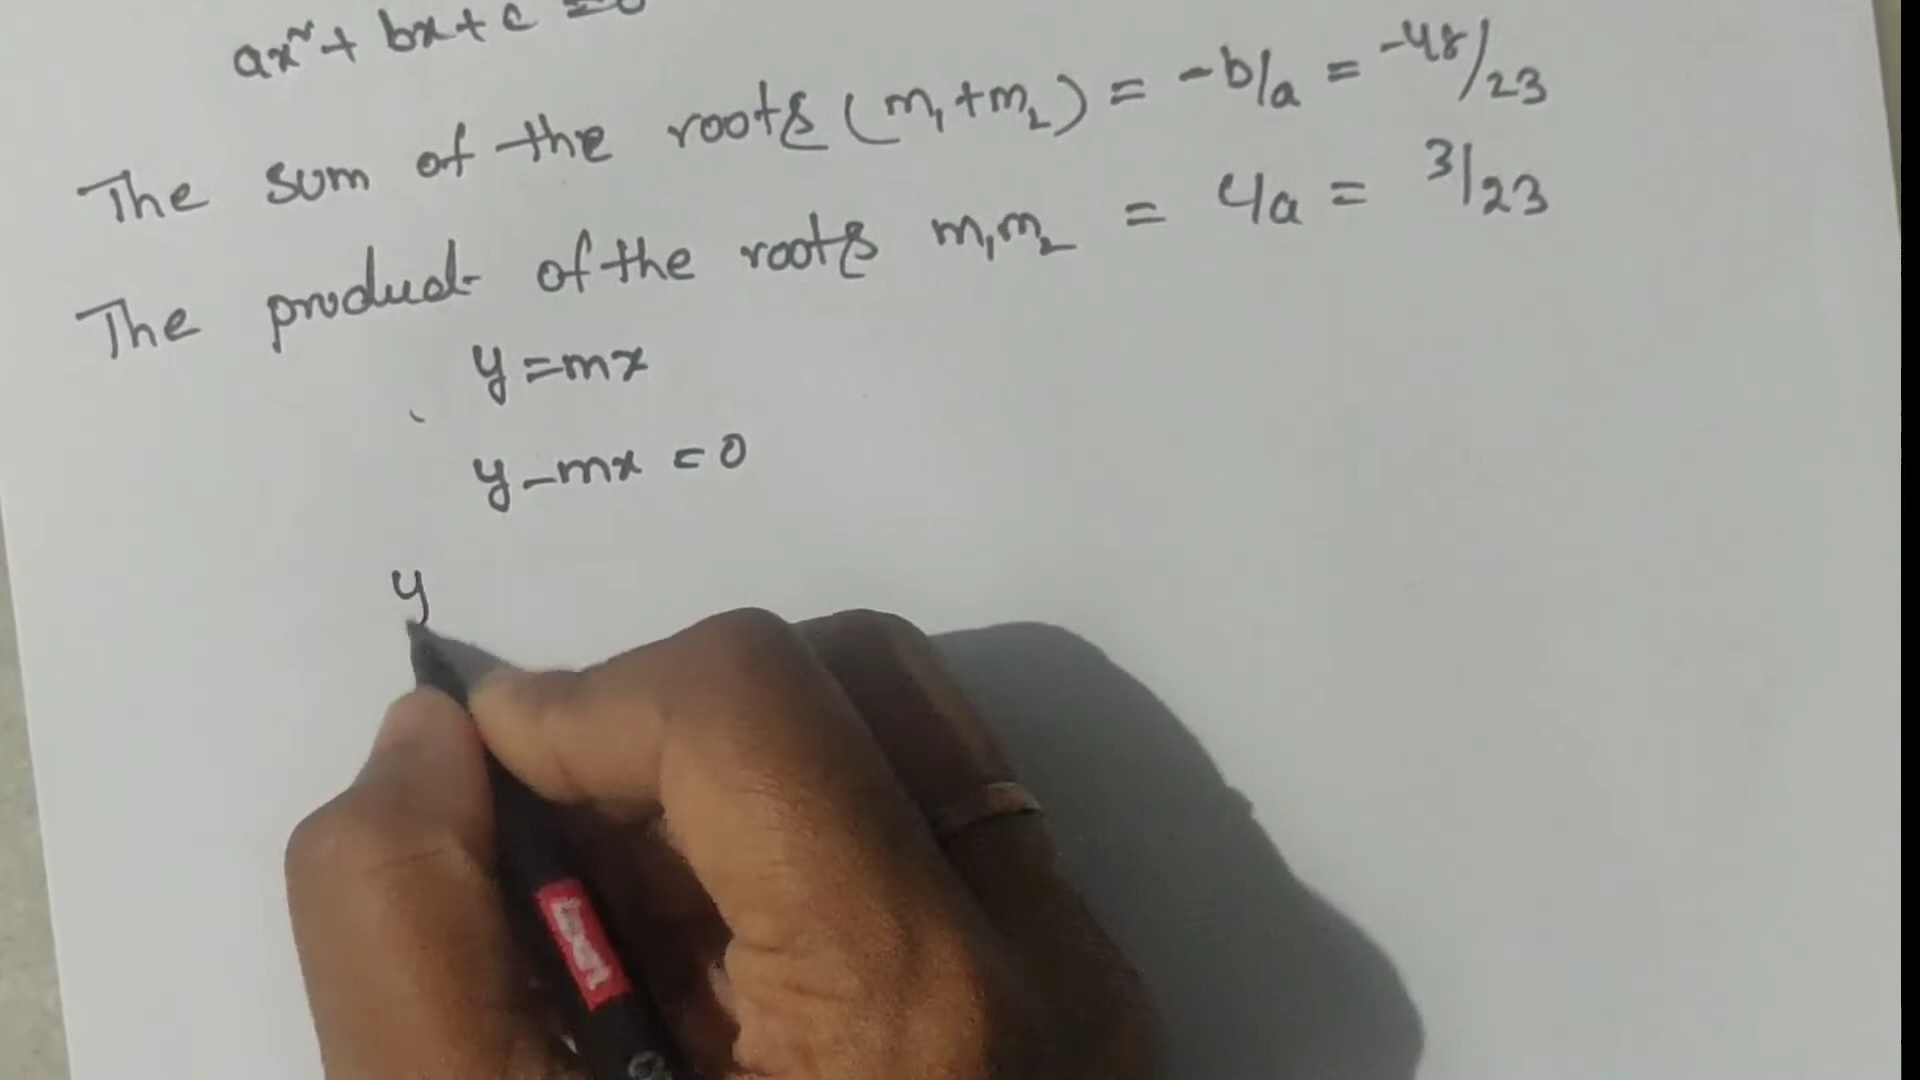 ax² + bx + c = 0
The sum of the roots (m₁+m₂) = -b/a = -48/23
The product of the roots m₁m₂ = c/a = 3/23
y = mx
y - mx = 0
y